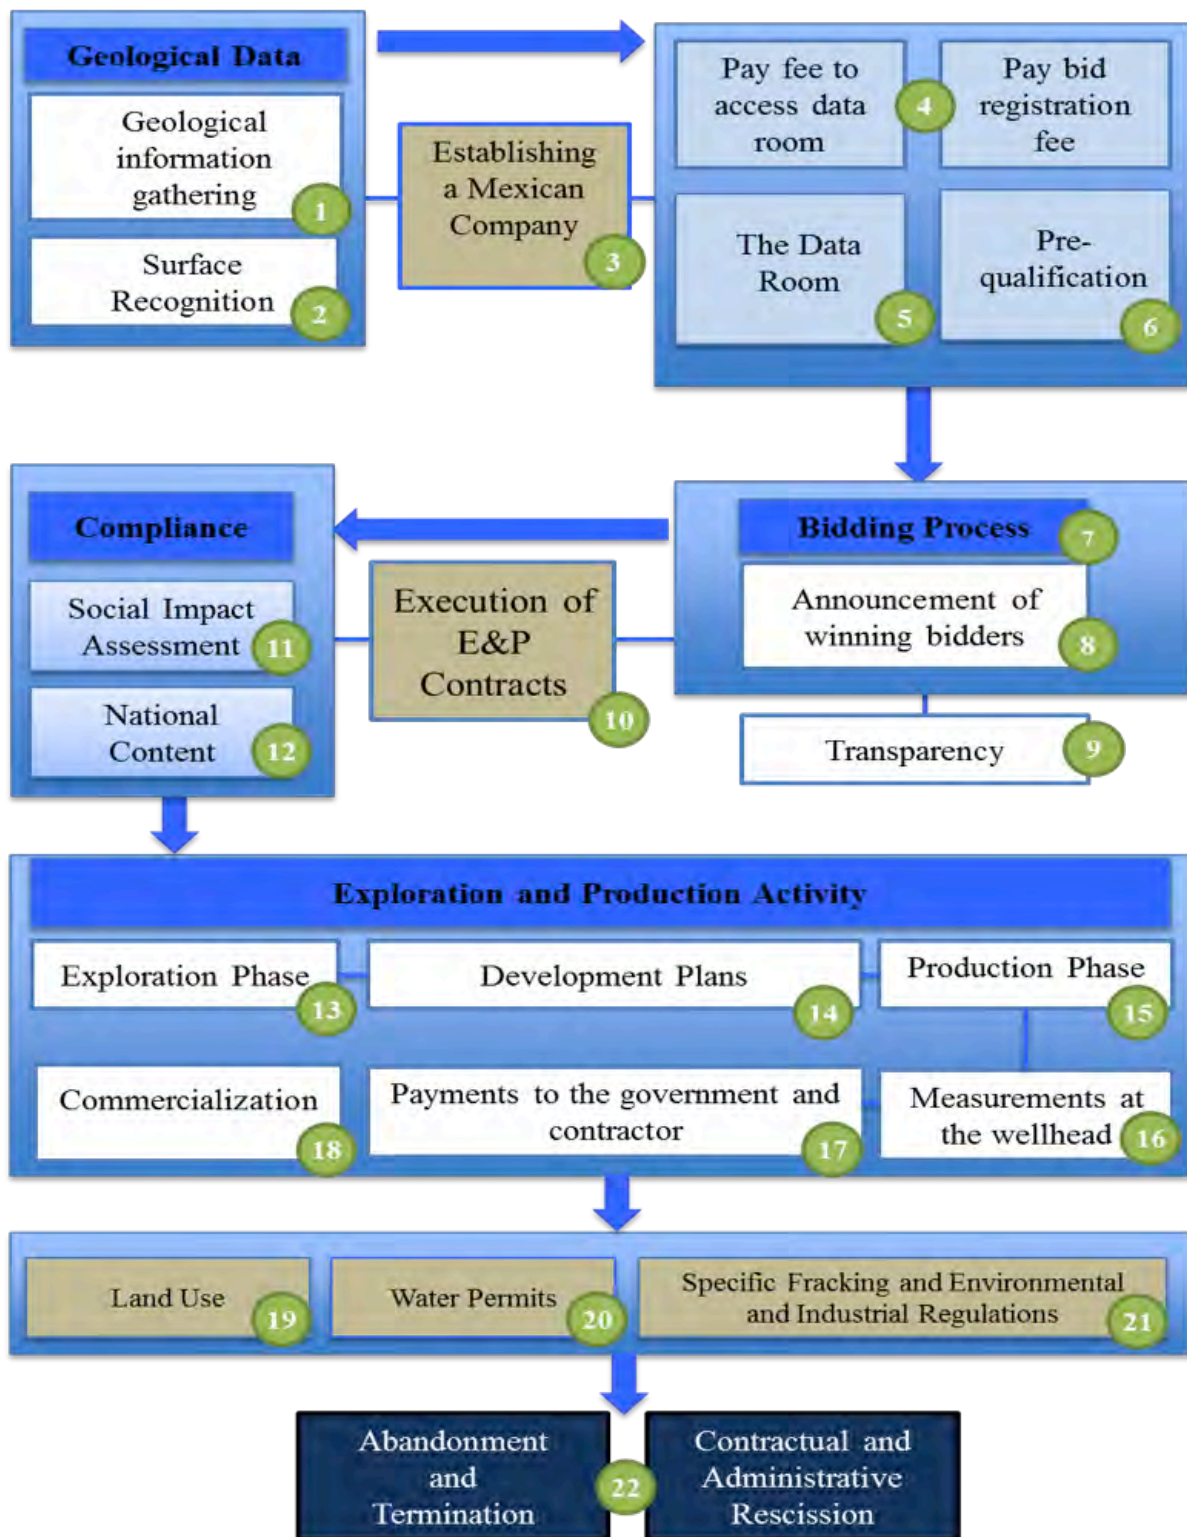 Geological Data
Geological
information
gathering
1
Surface
Recognition
2
Establishing
a Mexican
Company
3
Pay fee to
access data
room
4
Pay bid
registration
fee
The Data
Room
5
Pre-
qualification
6
Compliance
Social Impact
Assessment
11
National
Content
12
Execution of
E&P
Contracts
10
Bidding Process
7
Announcement of
winning bidders
8
Transparency
9
Exploration and Production Activity
Exploration Phase
13
Development Plans
14
Production Phase
15
Commercialization
18
Payments to the government and
contractor
17
Measurements at
the wellhead
16
Land Use
19
Water Permits
20
Specific Fracking and Environmental
and Industrial Regulations
21
Abandonment
and
Termination
22
Contractual and
Administrative
Rescission